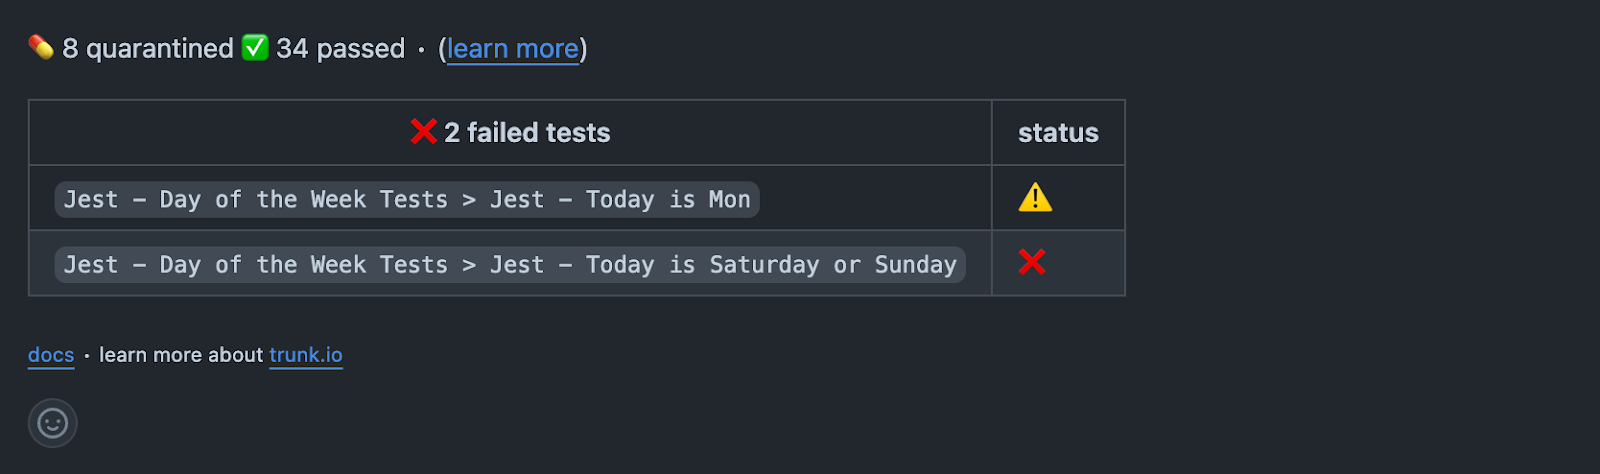 💊 8 quarantined ✅ 34 passed · (learn more)
❌ 2 failed tests status
Jest – Day of the Week Tests > Jest – Today is Mon ⚠️
Jest – Day of the Week Tests > Jest – Today is Saturday or Sunday ❌
docs · learn more about trunk.io